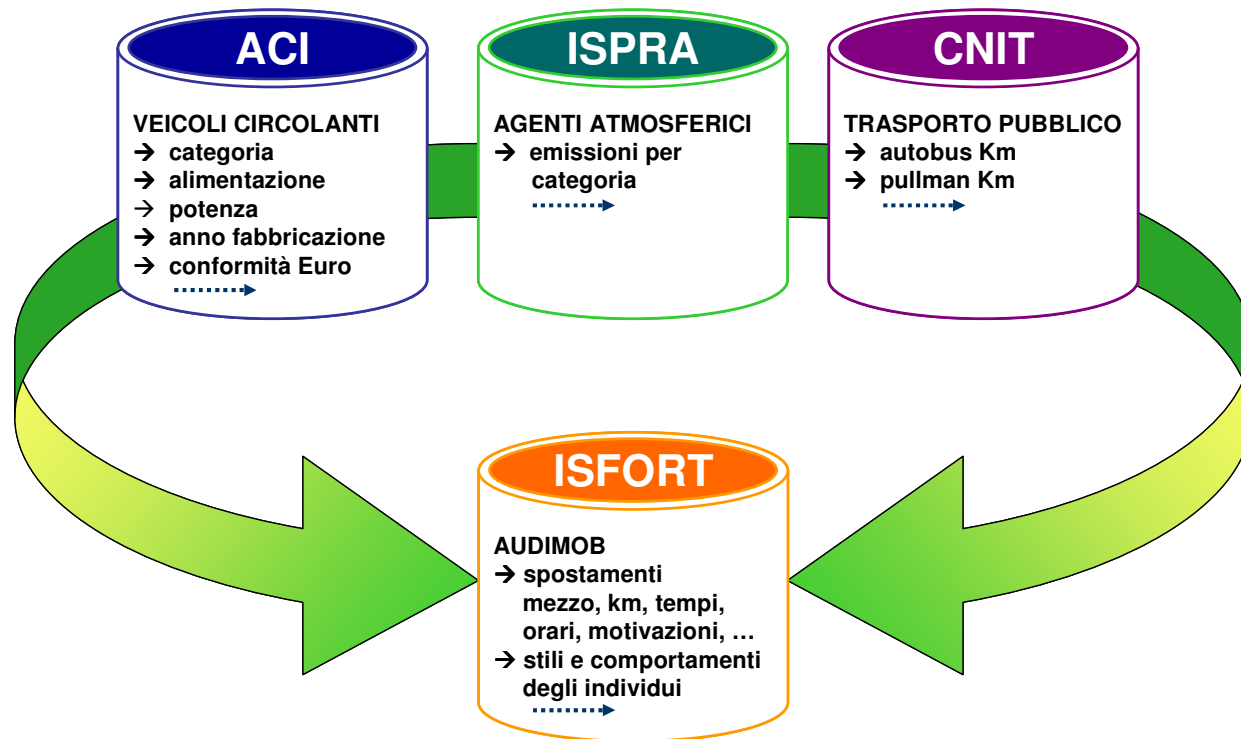 ACI
VEICOLI CIRCOLANTI
→ categoria
→ alimentazione
→ potenza
→ anno fabbricazione
→ conformità Euro
ISPRA
AGENTI ATMOSFERICI
→ emissioni per
categoria
CNIT
TRASPORTO PUBBLICO
→ autobus Km
→ pullman Km
ISFORT
AUDIMOB
→ spostamenti
mezzo, km, tempi,
orari, motivazioni, …
→ stili e comportamenti
degli individui